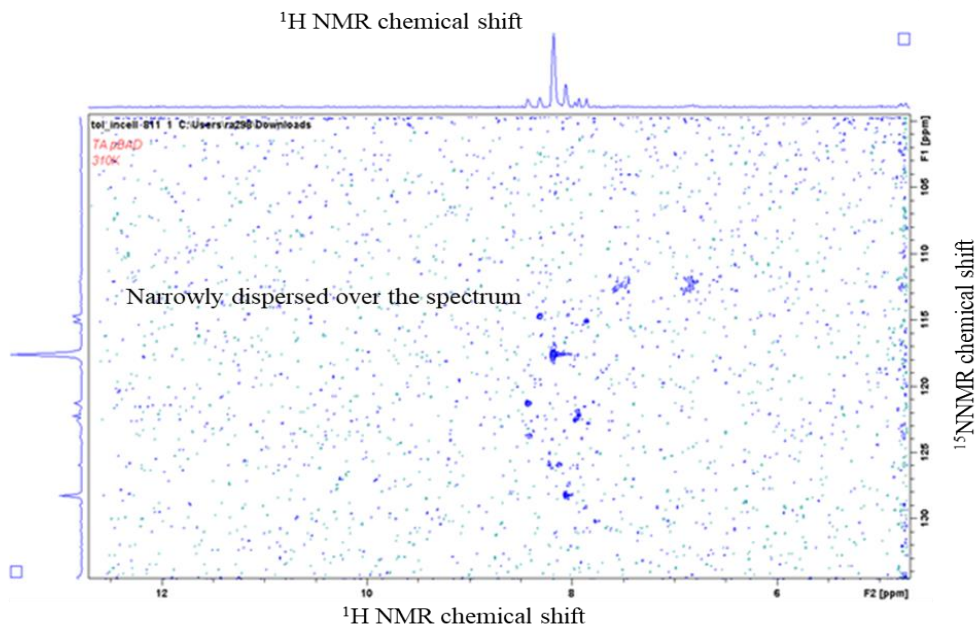 ¹H NMR chemical shift
tol_incell-811 1 C:\Users\ra298\Downloads
TA pBAD
310K
Narrowly dispersed over the spectrum
F1 [ppm]
105
110
115
120
125
130
¹⁵NNMR chemical shift
12
10
8
6
F2 [ppm]
¹H NMR chemical shift